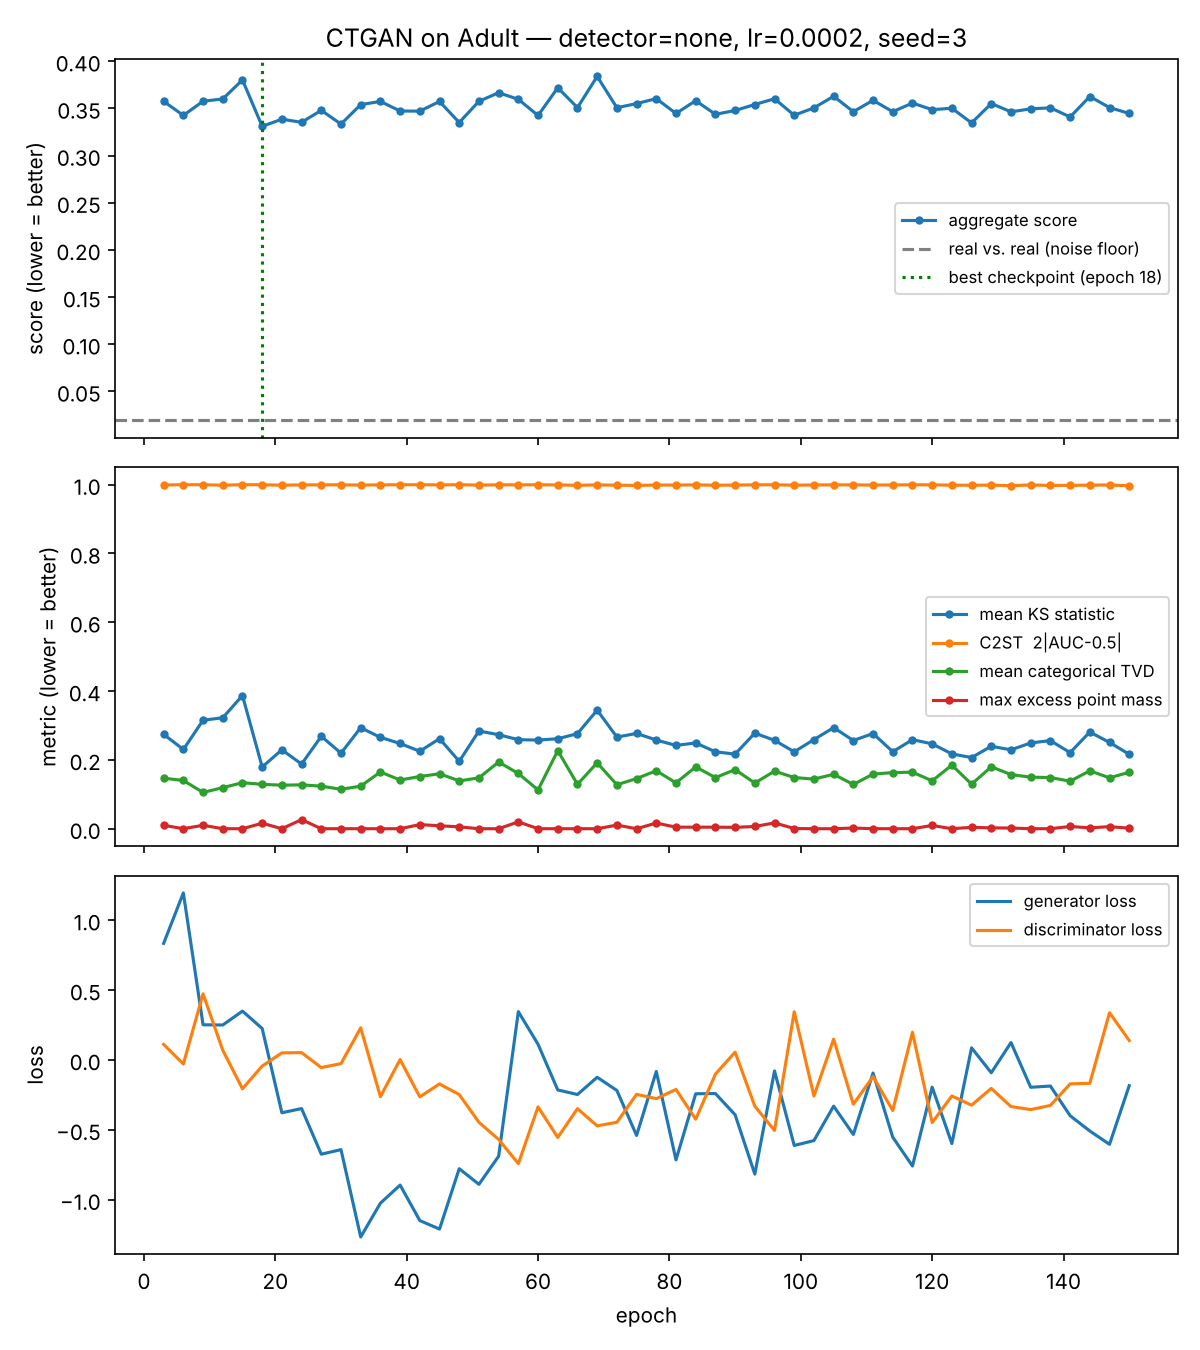 CTGAN on Adult — detector=none, lr=0.0002, seed=3
score (lower = better)
0.40
0.35
0.30
0.25
0.20
0.15
0.10
0.05
aggregate score
real vs. real (noise floor)
best checkpoint (epoch 18)
metric (lower = better)
1.0
0.8
0.6
0.4
0.2
0.0
mean KS statistic
C2ST  2|AUC-0.5|
mean categorical TVD
max excess point mass
loss
1.0
0.5
0.0
−0.5
−1.0
generator loss
discriminator loss
0 20 40 60 80 100 120 140
epoch